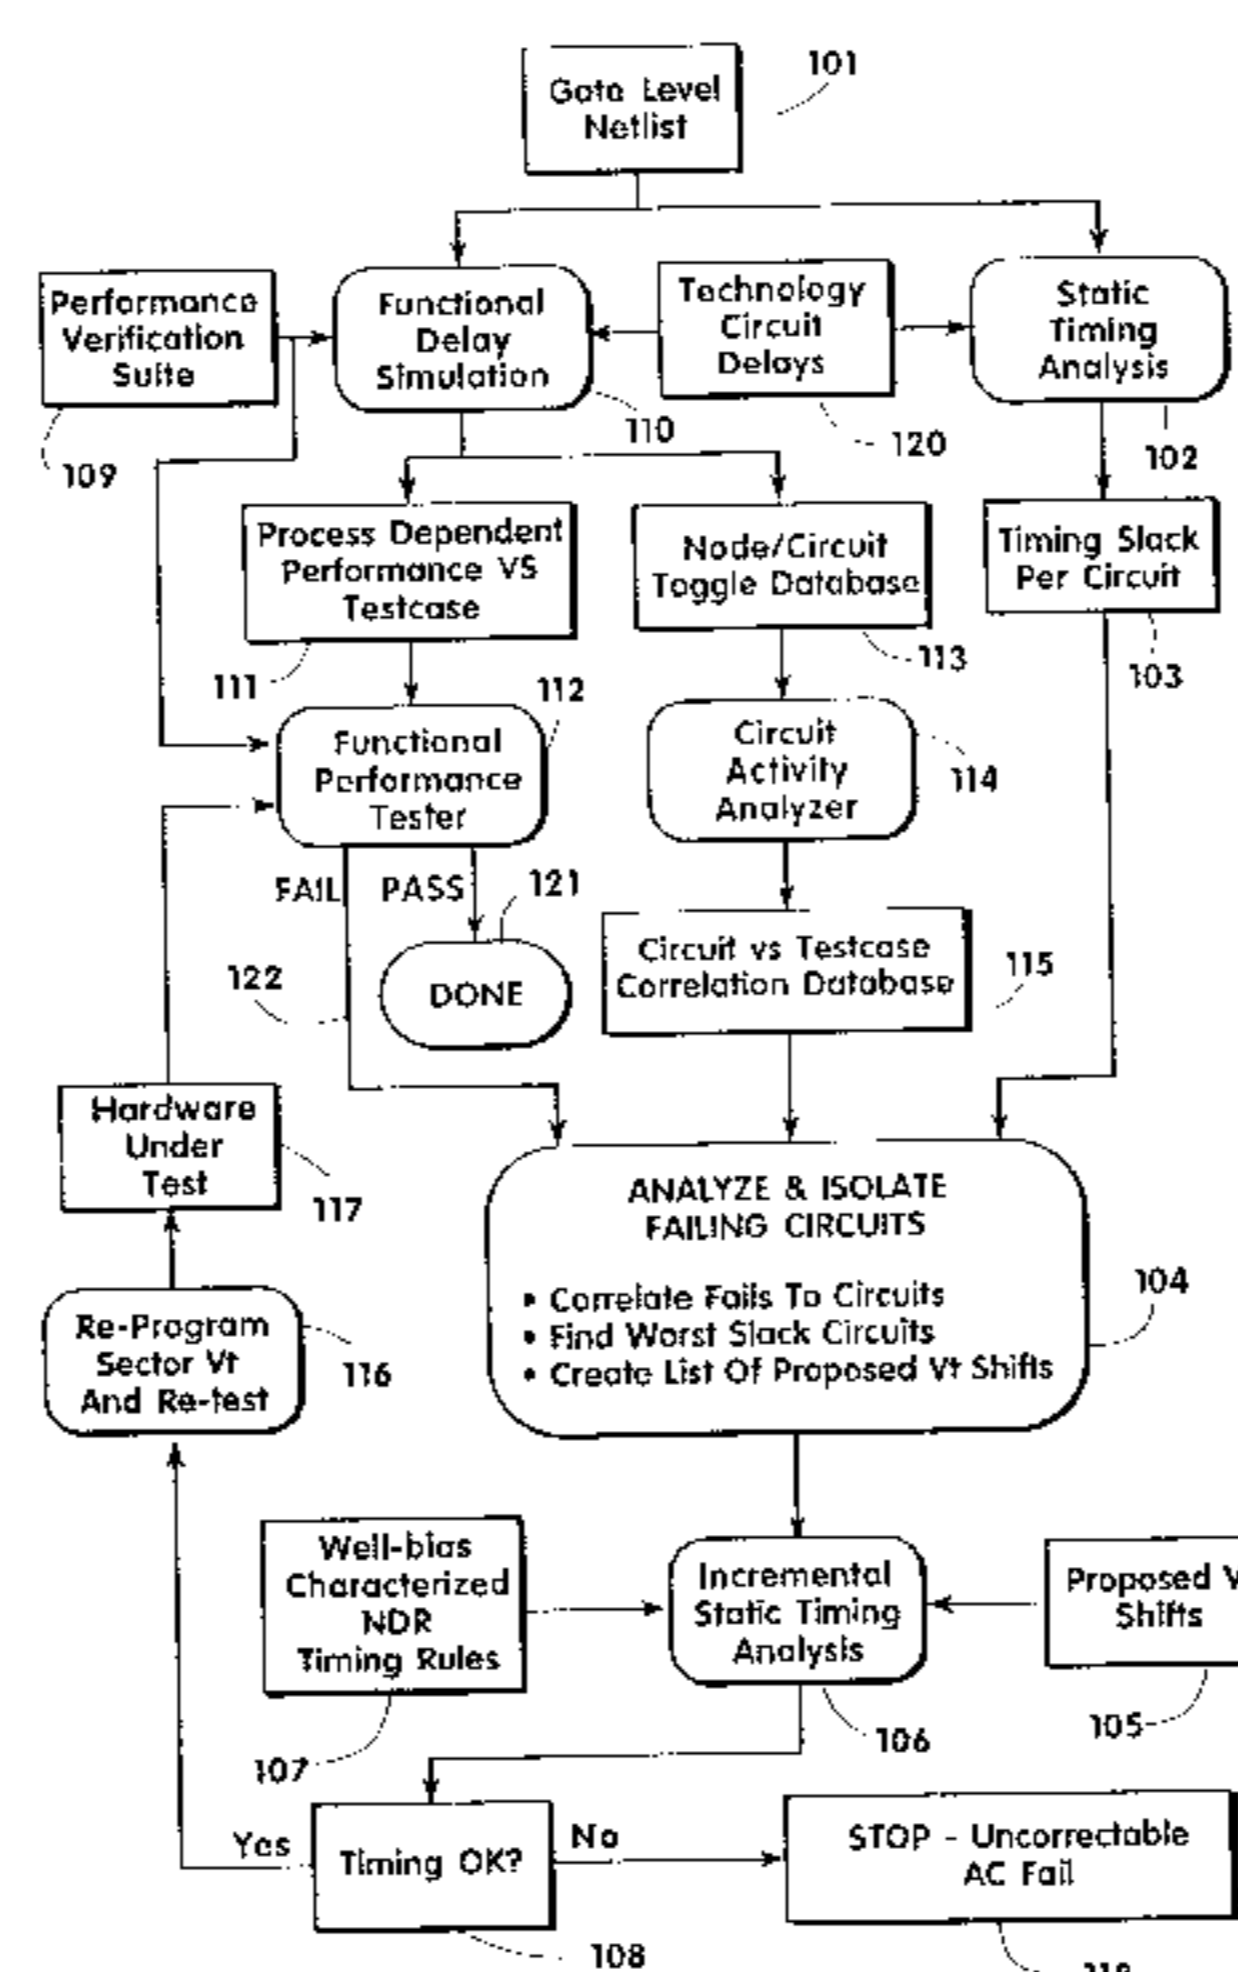 Gate Level
Netlist
101
Performance
Verification
Suite
109
Functional
Delay
Simulation
110
Technology
Circuit
Delays
120
Static
Timing
Analysis
102
Process Dependent
Performance VS
Testcase
111
Node/Circuit
Toggle Database
113
Timing Slack
Per Circuit
103
Functional
Performance
Tester
112
Circuit
Activity
Analyzer
114
FAIL
PASS
121
DONE
122
Circuit vs Testcase
Correlation Database
115
Hardware
Under
Test
117
ANALYZE & ISOLATE
FAILING CIRCUITS
• Correlate Fails To Circuits
• Find Worst Slack Circuits
• Create List Of Proposed Vt Shifts
104
Re-Program
Sector Vt
And Re-test
116
Well-bias
Characterized
NDR
Timing Rules
107
Incremental
Static Timing
Analysis
106
Proposed V
Shifts
105
Yes
Timing OK?
No
108
STOP - Uncorrectable
AC Fail